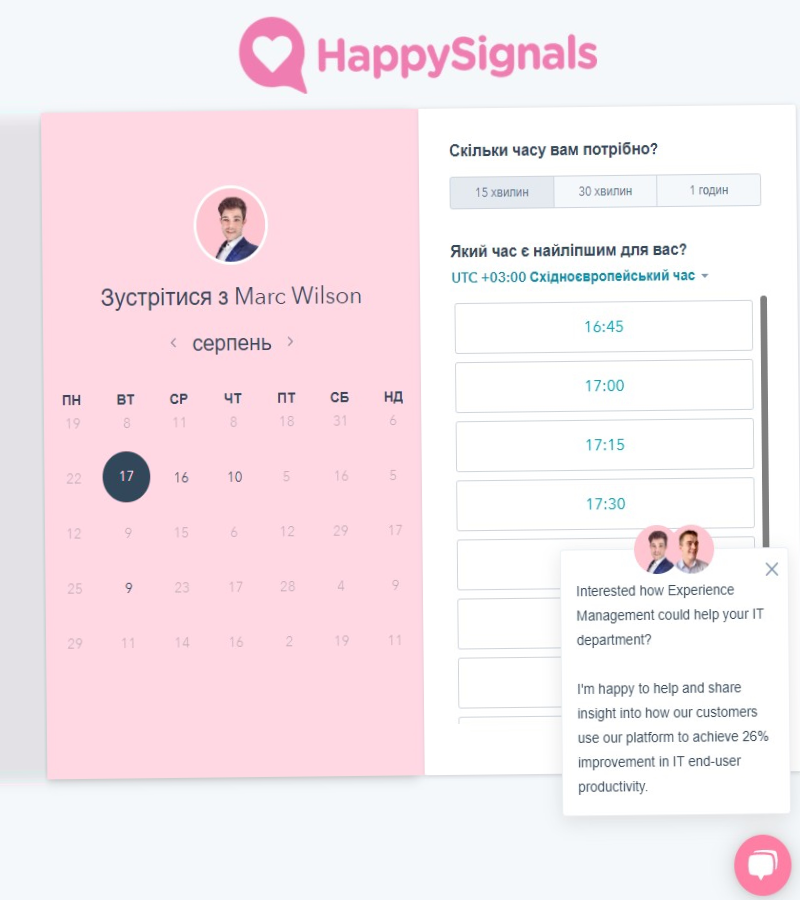 HappySignals
Зустрітися з Marc Wilson
серпень
ПН ВТ СР ЧТ ПТ СБ НД
19 8 11 8 18 31 6
22 17 16 10 5 16 5
12 9 15 6 12 29 17
25 9 23 17 28 4 9
29 11 14 16 2 19 11
Скільки часу вам потрібно?
15 хвилин 30 хвилин 1 годин
Який час є найліпшим для вас?
UTC +03:00 Східноєвропейський час
16:45
17:00
17:15
17:30
Interested how Experience
Management could help your IT
department?
I'm happy to help and share
insight into how our customers
use our platform to achieve 26%
improvement in IT end-user
productivity.